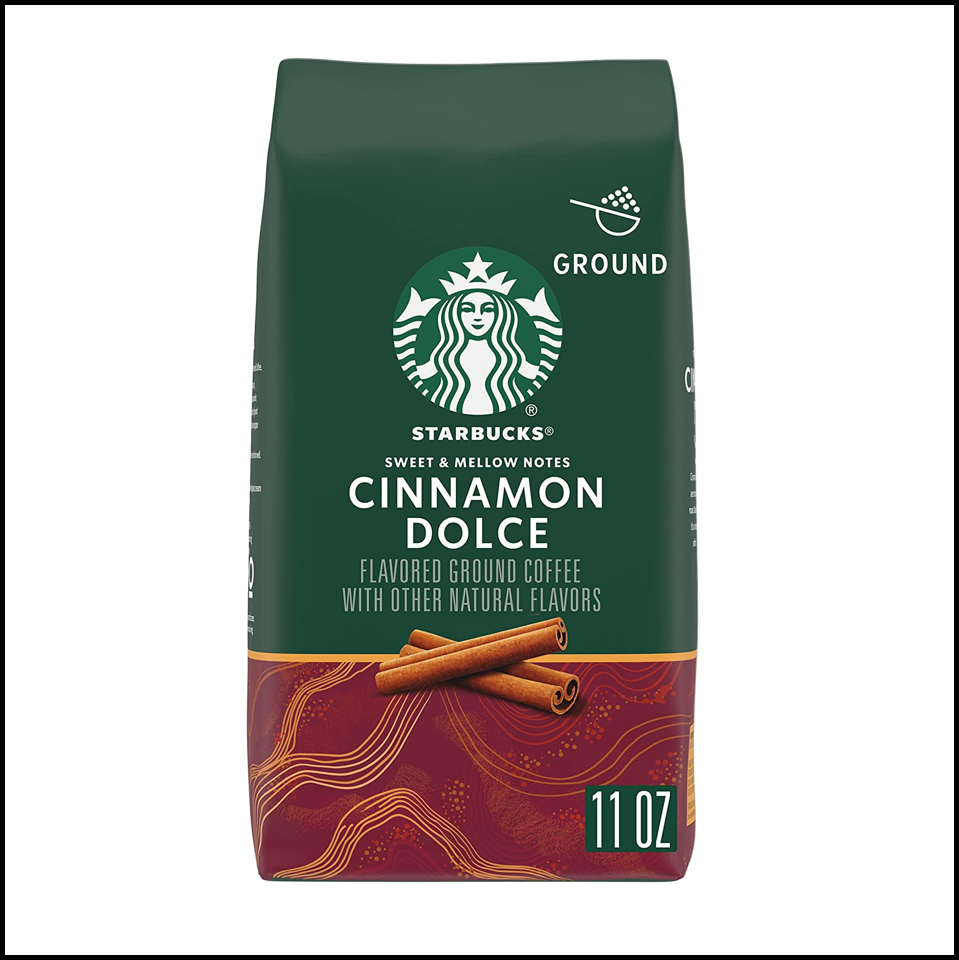 GROUND
STARBUCKS®
SWEET & MELLOW NOTES
CINNAMON
DOLCE
FLAVORED GROUND COFFEE
WITH OTHER NATURAL FLAVORS
11 OZ